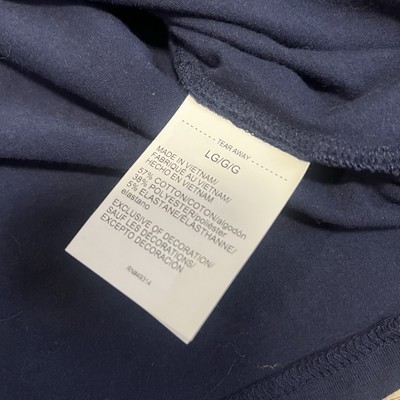 TEAR AWAY
LG/G/G
MADE IN VIETNAM/
FABRIQUÉ AU VIETNAM/
HECHO EN VIETNAM
57% COTTON/COTON/algodón
38% POLYESTER/poliéster
5% ELASTANE/ÉLASTHANNE/
elastano
EXCLUSIVE OF DECORATION/
SAUF LES DÉCORATIONS/
EXCEPTO DECORACIÓN